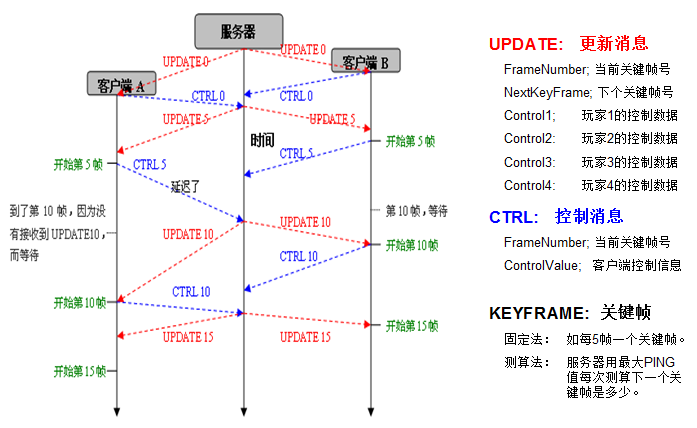 服务器
UPDATE 0
UPDATE 0
客户端 A
客户端 B
CTRL 0
CTRL 0
UPDATE 5
UPDATE 5
时间
开始第 5 帧
开始第 5 帧
CTRL 5
CTRL 5
延迟了
到了第 10 帧，因为没
有接收到 UPDATE10，
而等待
第 10 帧，等待
UPDATE 10
UPDATE 10
开始第 10 帧
CTRL 10
CTRL 10
开始第 10 帧
UPDATE 15
UPDATE 15
开始第 15 帧
开始第 15 帧
UPDATE: 更新消息
FrameNumber; 当前关键帧号
NextKeyFrame; 下个关键帧号
Control1; 玩家1的控制数据
Control2: 玩家2的控制数据
Control3: 玩家3的控制数据
Control4: 玩家4的控制数据
CTRL: 控制消息
FrameNumber; 当前关键帧号
ControlValue; 客户端控制信息
KEYFRAME: 关键帧
固定法： 如每5帧一个关键帧。
测算法： 服务器用最大PING
值每次测算下一个关
键帧是多少。